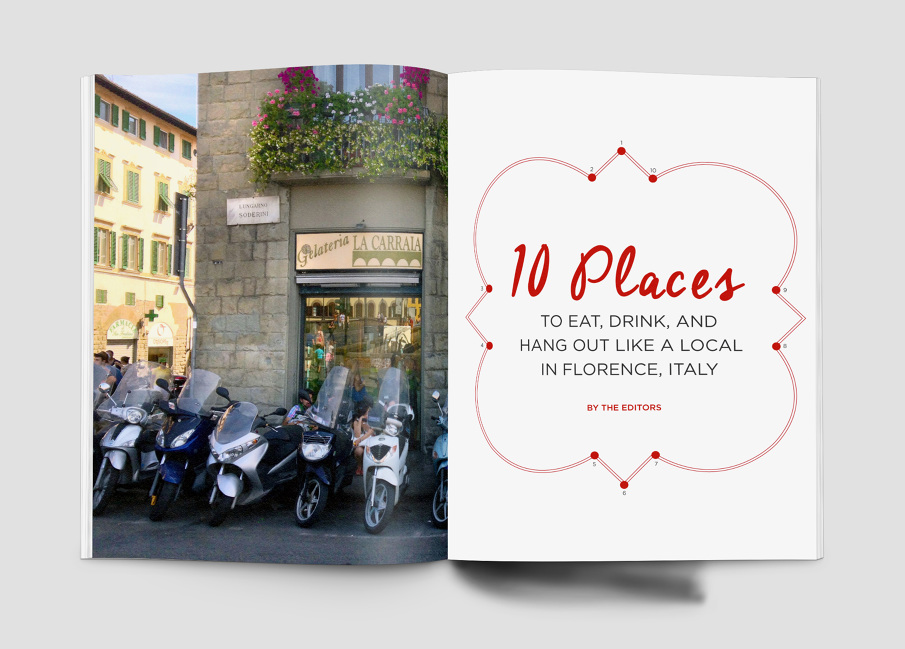 LUNGARNO
SODERINI
Gelateria LA CARRAIA
FARMACIA
1
2
10
3
9
10 Places
TO EAT, DRINK, AND
HANG OUT LIKE A LOCAL
IN FLORENCE, ITALY
4
8
BY THE EDITORS
5
7
6